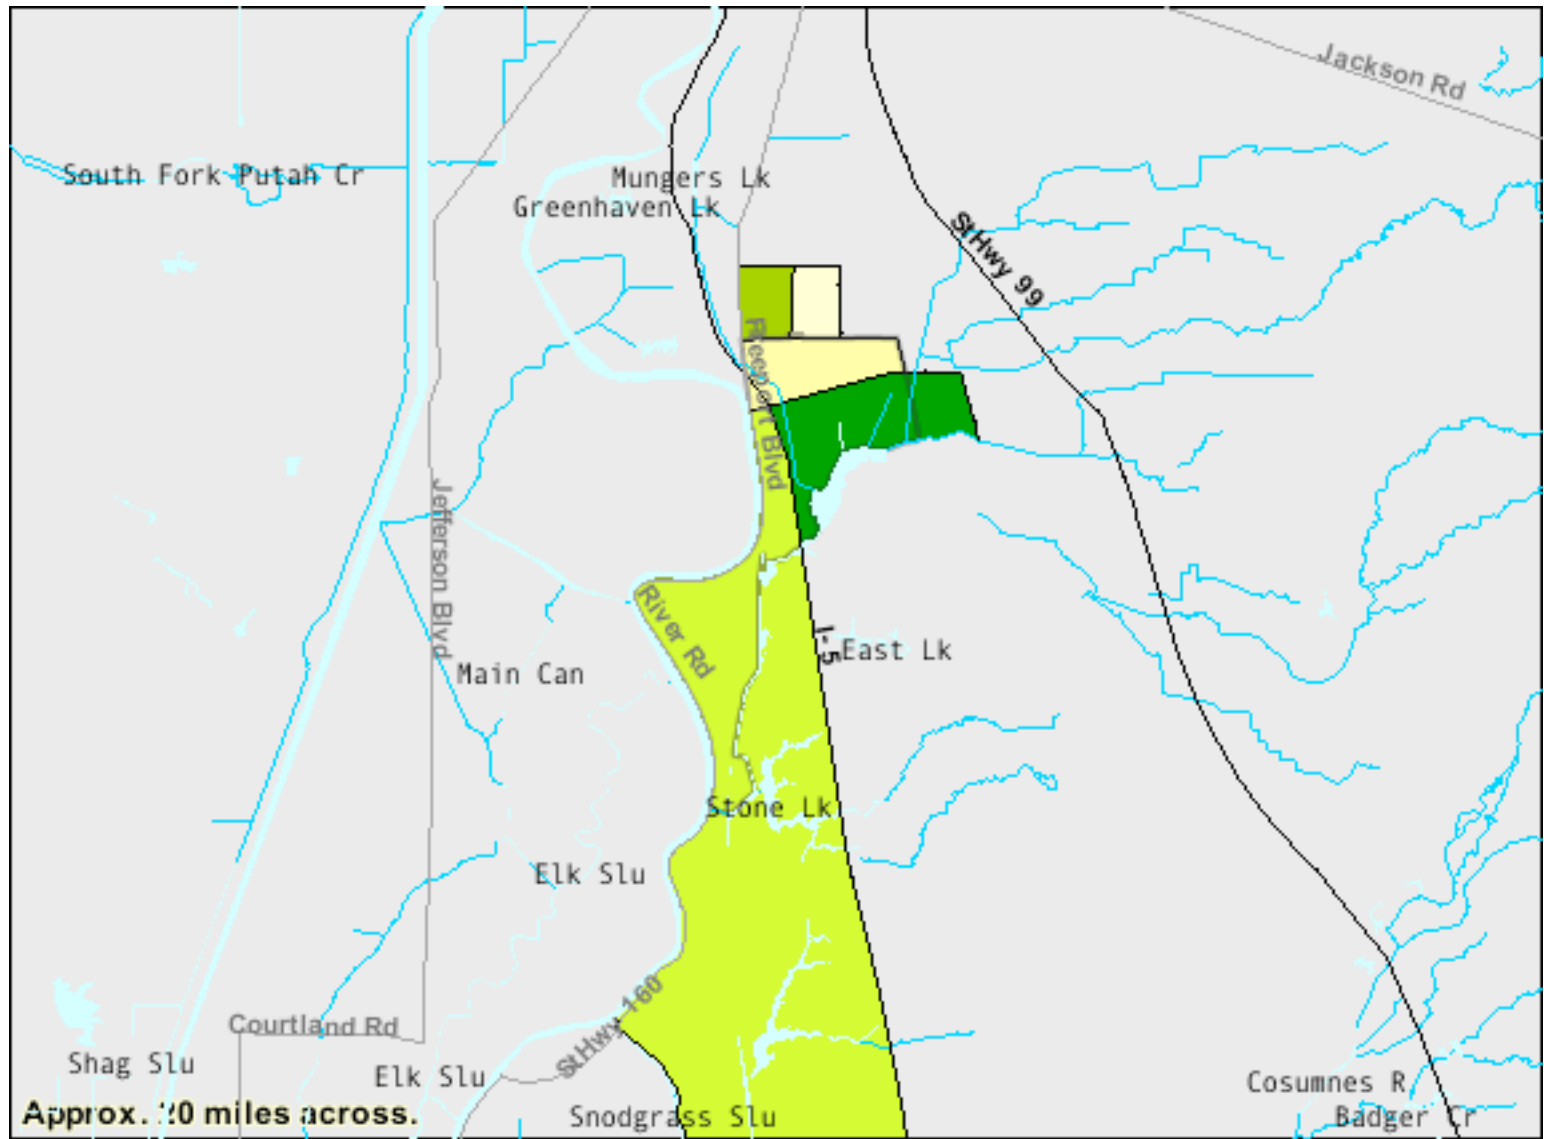 Jackson Rd
South Fork Putah Cr
Mungers Lk
Greenhaven Lk
St Hwy 99
Freeport Blvd
Jefferson Blvd
River Rd
I-5
East Lk
Main Can
Stone Lk
Elk Slu
St Hwy 160
Courtland Rd
Shag Slu
Elk Slu
Cosumnes R
Approx. 20 miles across.
Snodgrass Slu
Badger Cr